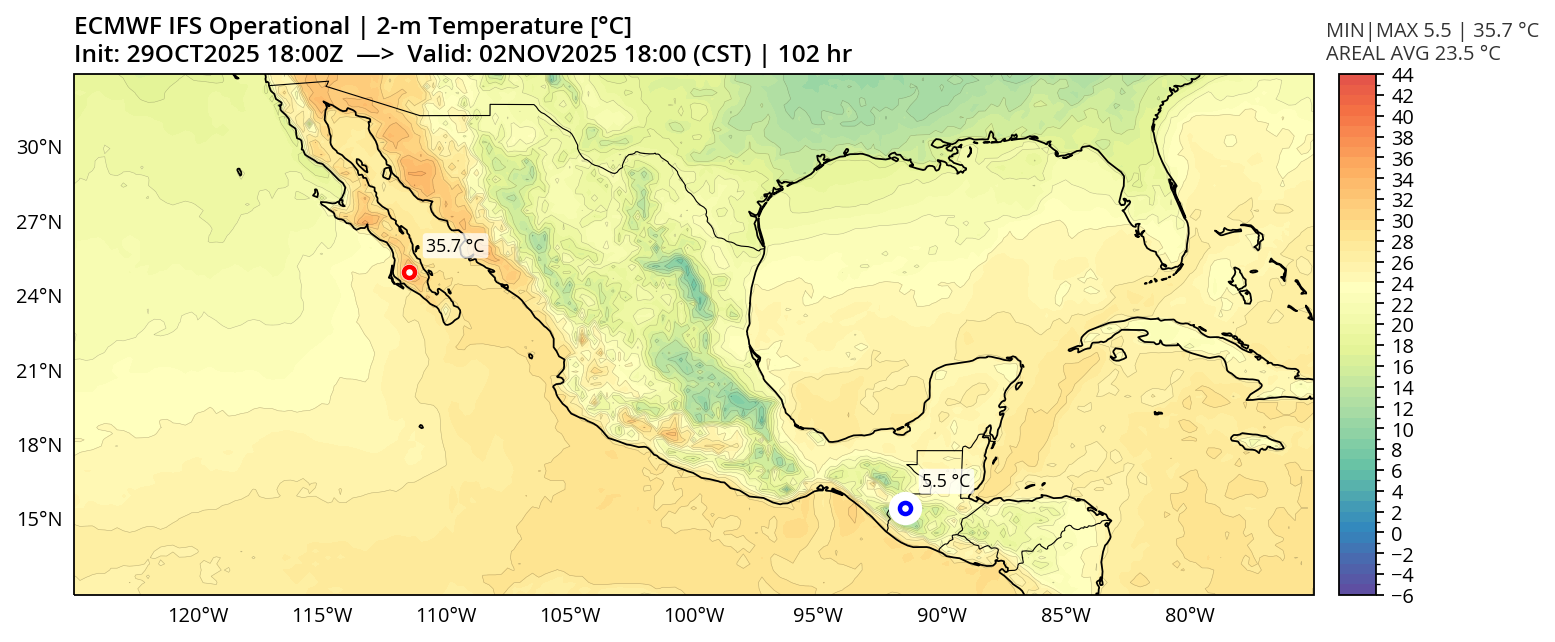 ECMWF IFS Operational | 2-m Temperature [°C]
Init: 29OCT2025 18:00Z —> Valid: 02NOV2025 18:00 (CST) | 102 hr
MIN|MAX 5.5 | 35.7 °C
AREAL AVG 23.5 °C
30°N
27°N
24°N
21°N
18°N
15°N
35.7 °C
5.5 °C
120°W
115°W
110°W
105°W
100°W
95°W
90°W
85°W
80°W
44
42
40
38
36
34
32
30
28
26
24
22
20
18
16
14
12
10
8
6
4
2
0
−2
−4
−6